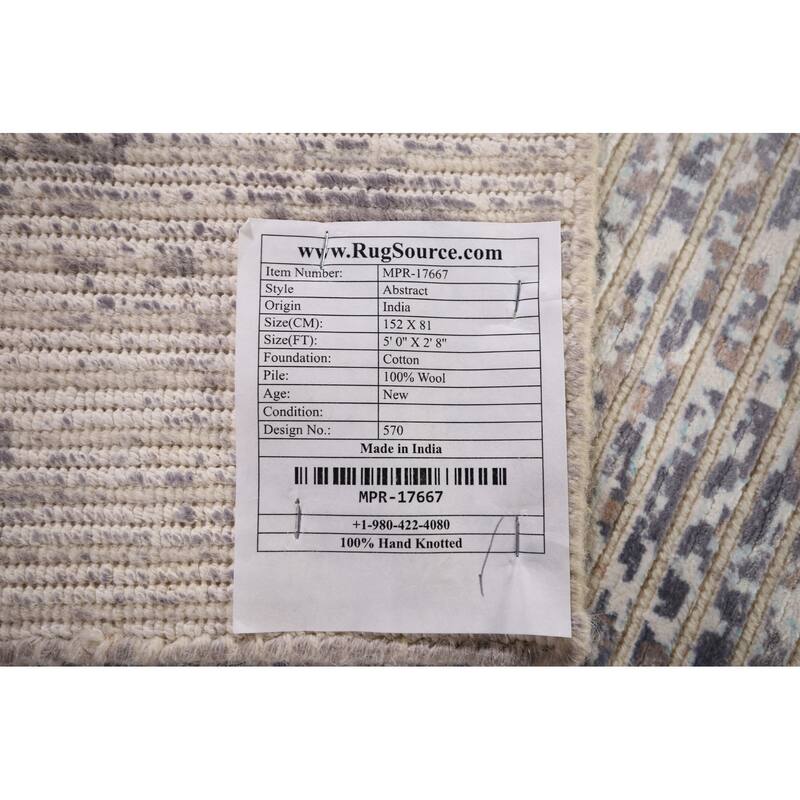 www.RugSource.com
Item Number: MPR-17667
Style Abstract
Origin India
Size(CM): 152 X 81
Size(FT): 5' 0" X 2' 8"
Foundation: Cotton
Pile: 100% Wool
Age: New
Condition:
Design No.: 570
Made in India
MPR-17667
+1-980-422-4080
100% Hand Knotted